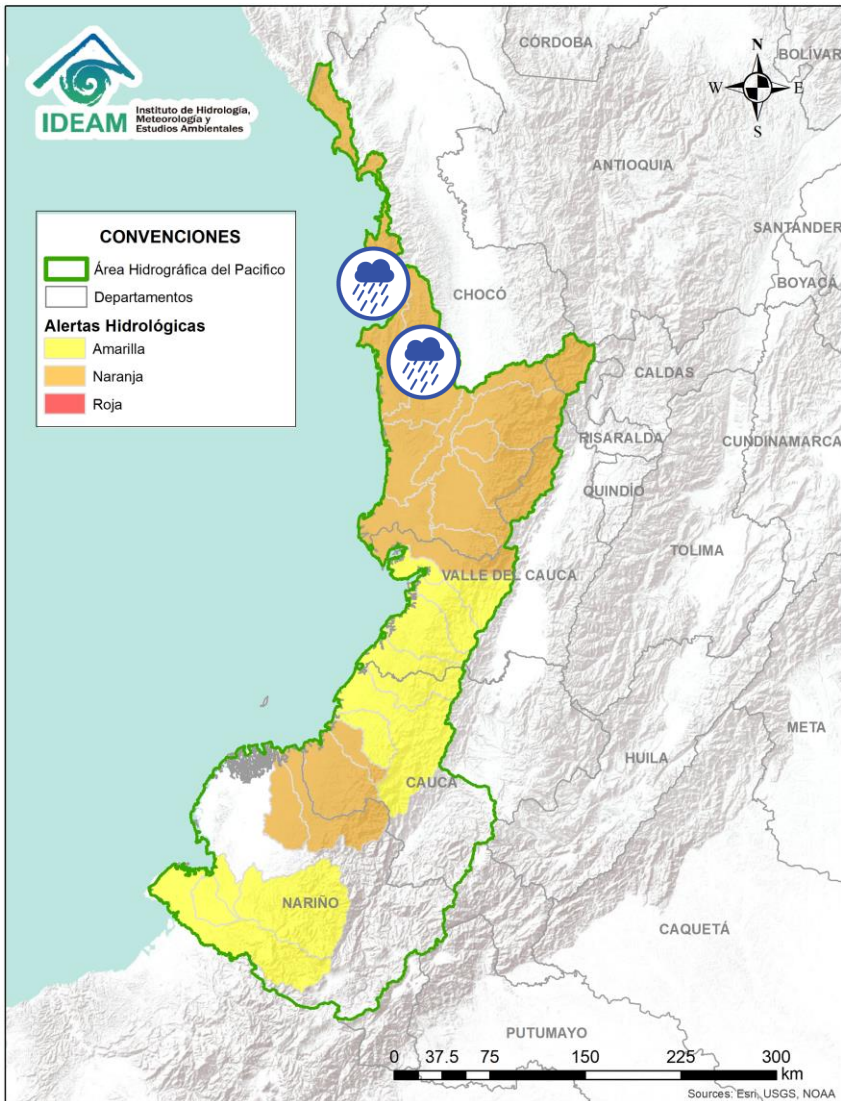 IDEAM
Instituto de Hidrología,
Meteorología y
Estudios Ambientales
N
W
E
S
CÓRDOBA
BOLÍVAR
ANTIOQUIA
SANTANDER
BOYACÁ
CHOCÓ
CALDAS
RISARALDA
CUNDINAMARCA
QUINDÍO
TOLIMA
VALLE DEL CAUCA
META
HUILA
CAUCA
NARIÑO
CAQUETÁ
PUTUMAYO
CONVENCIONES
Área Hidrográfica del Pacifico
Departamentos
Alertas Hidrológicas
Amarilla
Naranja
Roja
0 37.5 75 150 225 300
km
Sources: Esri, USGS, NOAA